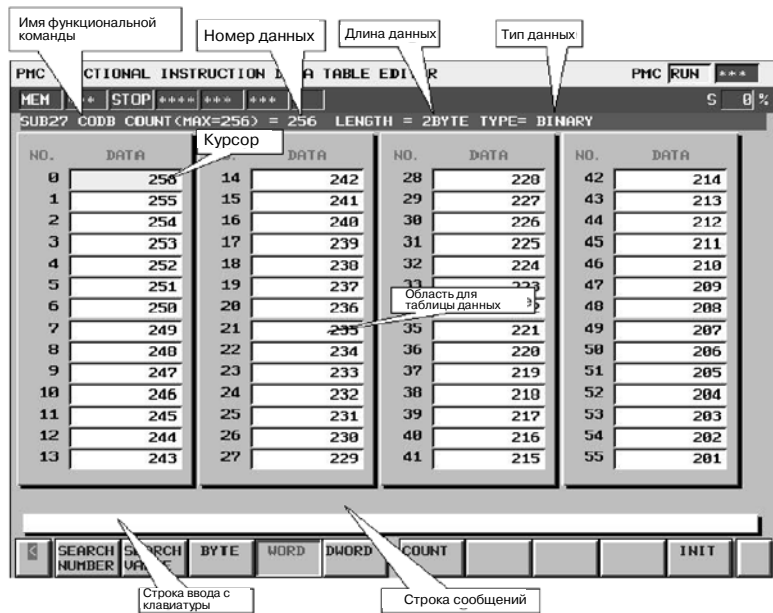 Имя функциональной
команды
Номер данных
Длина данных
Тип данных
PMC CTIONAL INSTRUCTION TABLE PMC RUN ***
MEM *** STOP **** *** *** S 0 %
SUB27 CODB COUNT(MAX=256) = 256 LENGTH = 2BYTE TYPE= BINARY
Курсор
NO. DATA DATA NO. DATA NO. DATA
0 256 14 242 28 228 42 214
1 255 15 241 29 227 43 213
2 254 16 240 30 226 44 212
3 253 17 239 31 225 45 211
4 252 18 238 32 224 46 210
5 251 19 237 33 223 47 209
Область для
таблицы данных
6 250 20 236 48 208
7 249 21 235 35 221 49 207
8 248 22 234 36 220 50 206
9 247 23 233 37 219 51 205
10 246 24 232 38 218 52 204
11 245 25 231 39 217 53 203
12 244 26 230 40 216 54 202
13 243 27 229 41 215 55 201
< SEARCH NUMBER SEARCH BYTE WORD DWORD COUNT INIT
Строка ввода с
клавиатуры
Строка сообщений